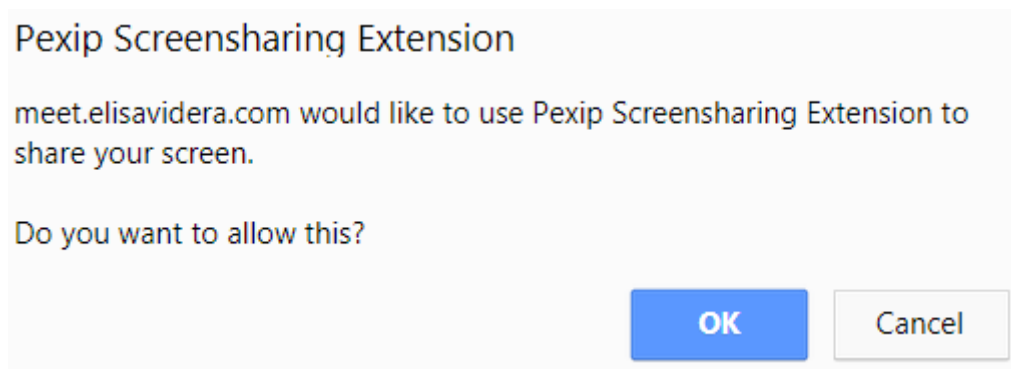 Pexip Screensharing Extension
meet.elisavidera.com would like to use Pexip Screensharing Extension to
share your screen.
Do you want to allow this?
OK Cancel